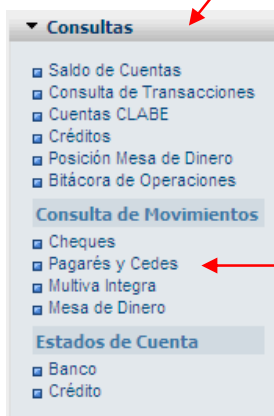 Consultas
Saldo de Cuentas
Consulta de Transacciones
Cuentas CLABE
Créditos
Posición Mesa de Dinero
Bitácora de Operaciones
Consulta de Movimientos
Cheques
Pagarés y Cedes
Multiva Integra
Mesa de Dinero
Estados de Cuenta
Banco
Crédito